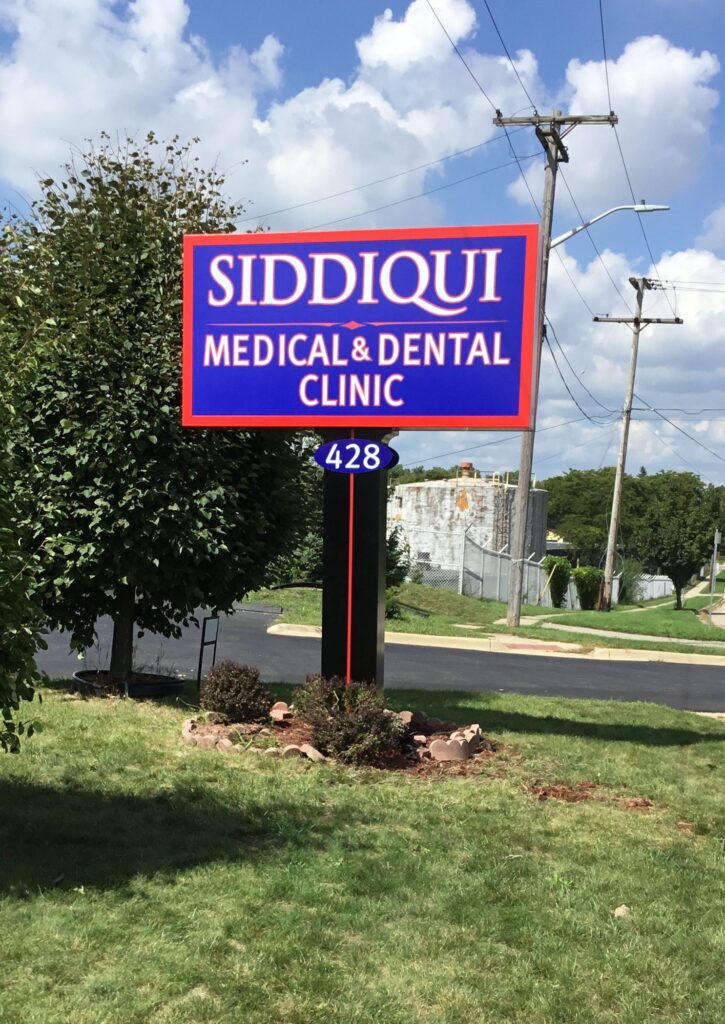 SIDDIQUI
MEDICAL & DENTAL
CLINIC
428